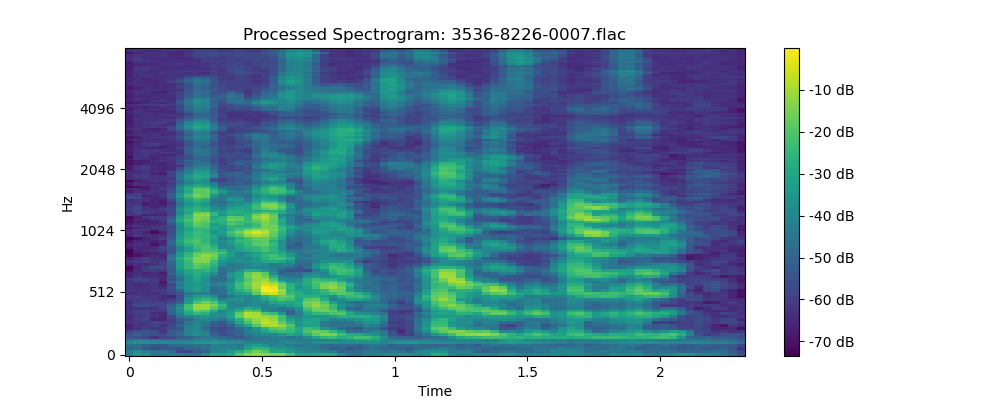 Processed Spectrogram: 3536-8226-0007.flac
Hz
4096
2048
1024
512
0
0 0.5 1 1.5 2
Time
-10 dB
-20 dB
-30 dB
-40 dB
-50 dB
-60 dB
-70 dB